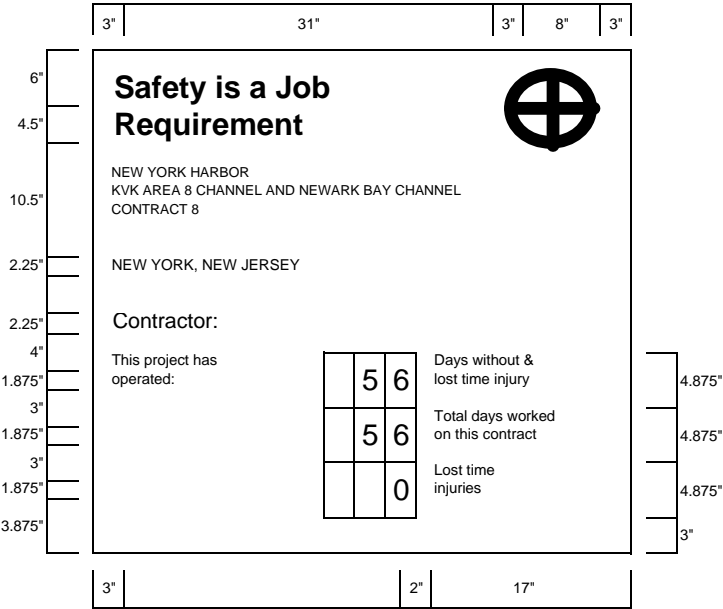 3" 31" 3" 8" 3"
6"
4.5"
10.5"
2.25"
2.25"
4"
1.875"
3"
1.875"
3"
1.875"
3.875"
Safety is a Job
Requirement
NEW YORK HARBOR
KVK AREA 8 CHANNEL AND NEWARK BAY CHANNEL
CONTRACT 8
NEW YORK, NEW JERSEY
Contractor:
This project has
operated:
5 6
Days without &
lost time injury
5 6
Total days worked
on this contract
0
Lost time
injuries
4.875"
4.875"
4.875"
3"
3" 2" 17"